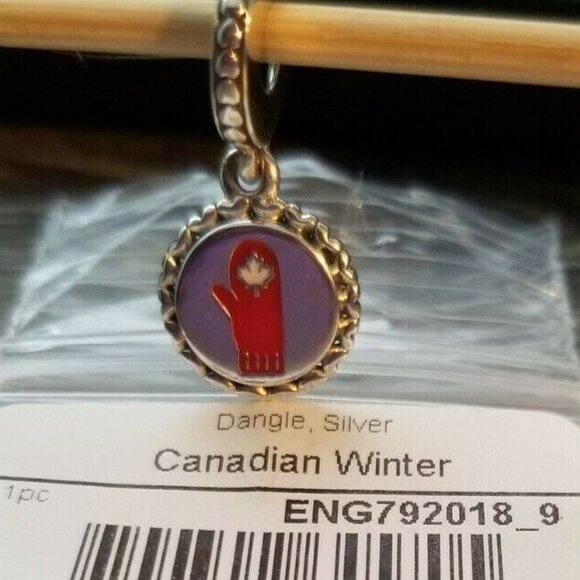 Dangle, Silver
Canadian Winter
1pc
ENG792018_9